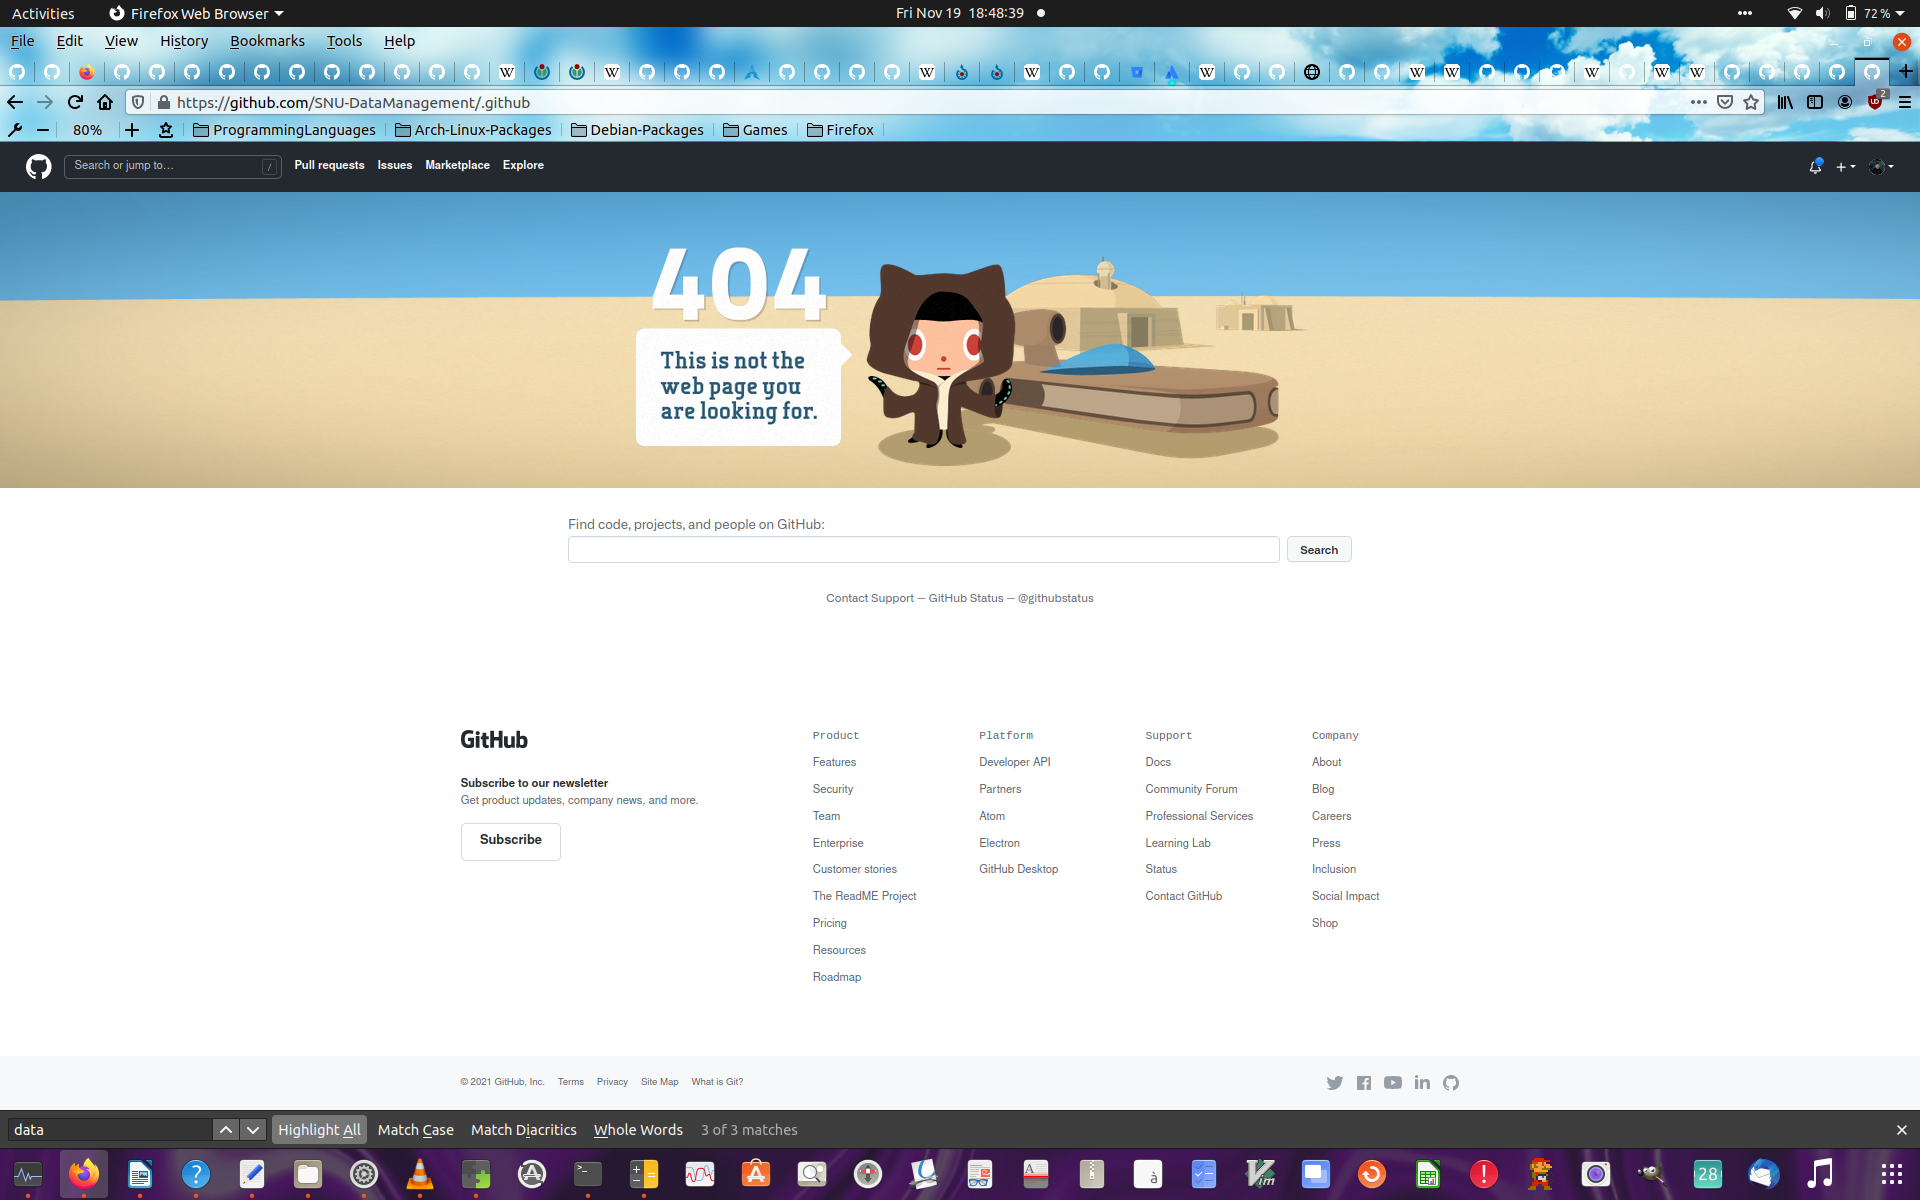 Activities
Firefox Web Browser
Fri Nov 19 18:48:39
72 %
File Edit View History Bookmarks Tools Help
https://github.com/SNU-DataManagement/.github
2
80%
ProgrammingLanguages
Arch-Linux-Packages
Debian-Packages
Games
Firefox
Search or jump to...
/
Pull requests
Issues
Marketplace
Explore
404
This is not the
web page you
are looking for.
Find code, projects, and people on GitHub:
Search
Contact Support — GitHub Status — @githubstatus
GitHub
Subscribe to our newsletter
Get product updates, company news, and more.
Subscribe
Product
Features
Security
Team
Enterprise
Customer stories
The ReadME Project
Pricing
Resources
Roadmap
Platform
Developer API
Partners
Atom
Electron
GitHub Desktop
Support
Docs
Community Forum
Professional Services
Learning Lab
Status
Contact GitHub
Company
About
Blog
Careers
Press
Inclusion
Social Impact
Shop
© 2021 GitHub, Inc.
Terms
Privacy
Site Map
What is Git?
data
Highlight All
Match Case
Match Diacritics
Whole Words
3 of 3 matches
28